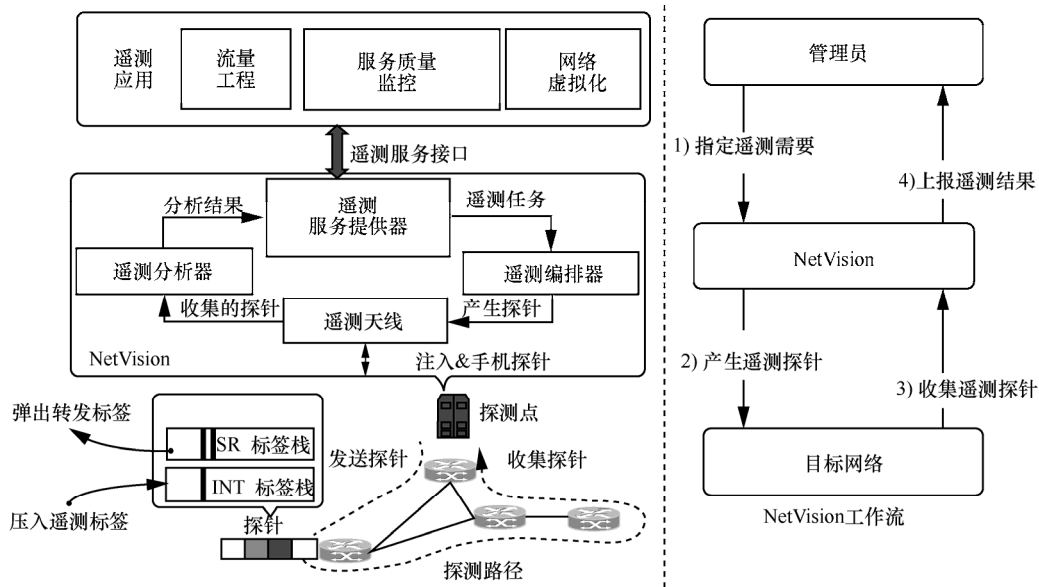 遥测
应用
流量
工程
服务质量
监控
网络
虚拟化
遥测服务接口
分析结果
遥测
服务提供器
遥测任务
遥测分析器
遥测编排器
收集的探针
遥测天线
产生探针
NetVision
注入&手机探针
弹出转发标签
SR 标签栈
INT 标签栈
压入遥测标签
探针
发送探针
探测点
收集探针
探测路径
管理员
1) 指定遥测需要
4)上报遥测结果
NetVision
2) 产生遥测探针
3) 收集遥测探针
目标网络
NetVision工作流